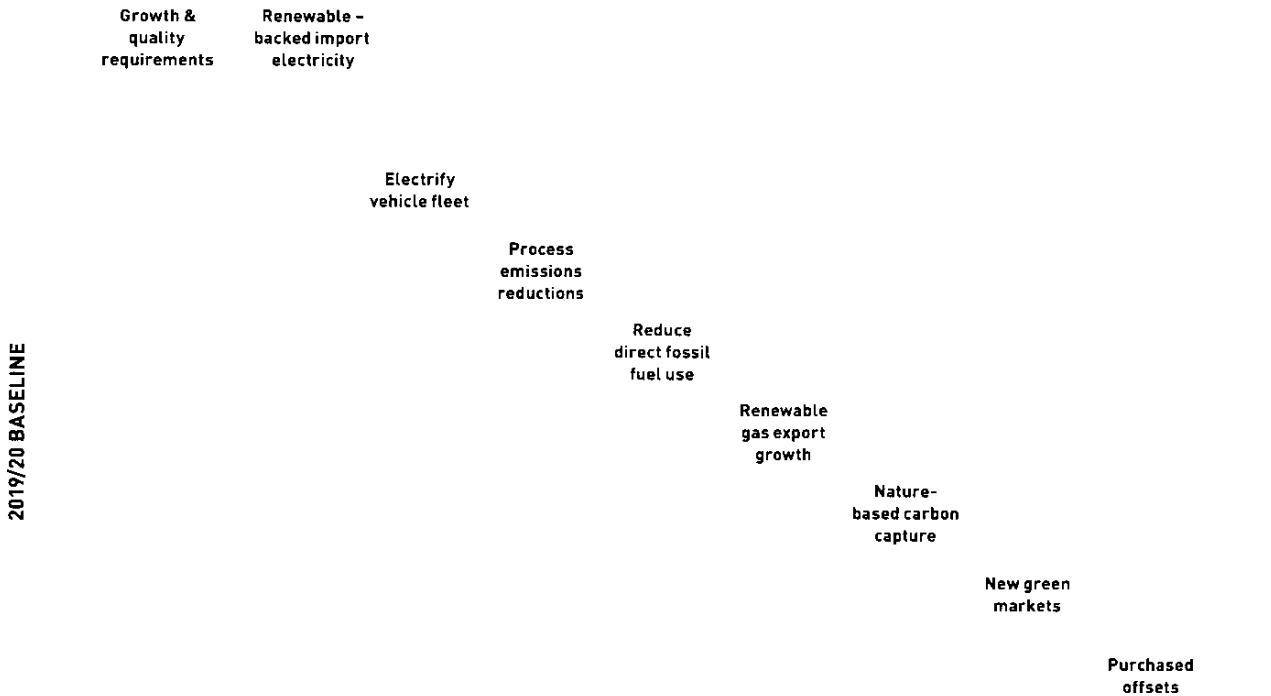 Growth &
quality
requirements
Renewable –
backed import
electricity
Electrify
vehicle fleet
Process
emissions
reductions
Reduce
direct fossil
fuel use
Renewable
gas export
growth
Nature-
based carbon
capture
New green
markets
Purchased
offsets
2019/20 BASELINE